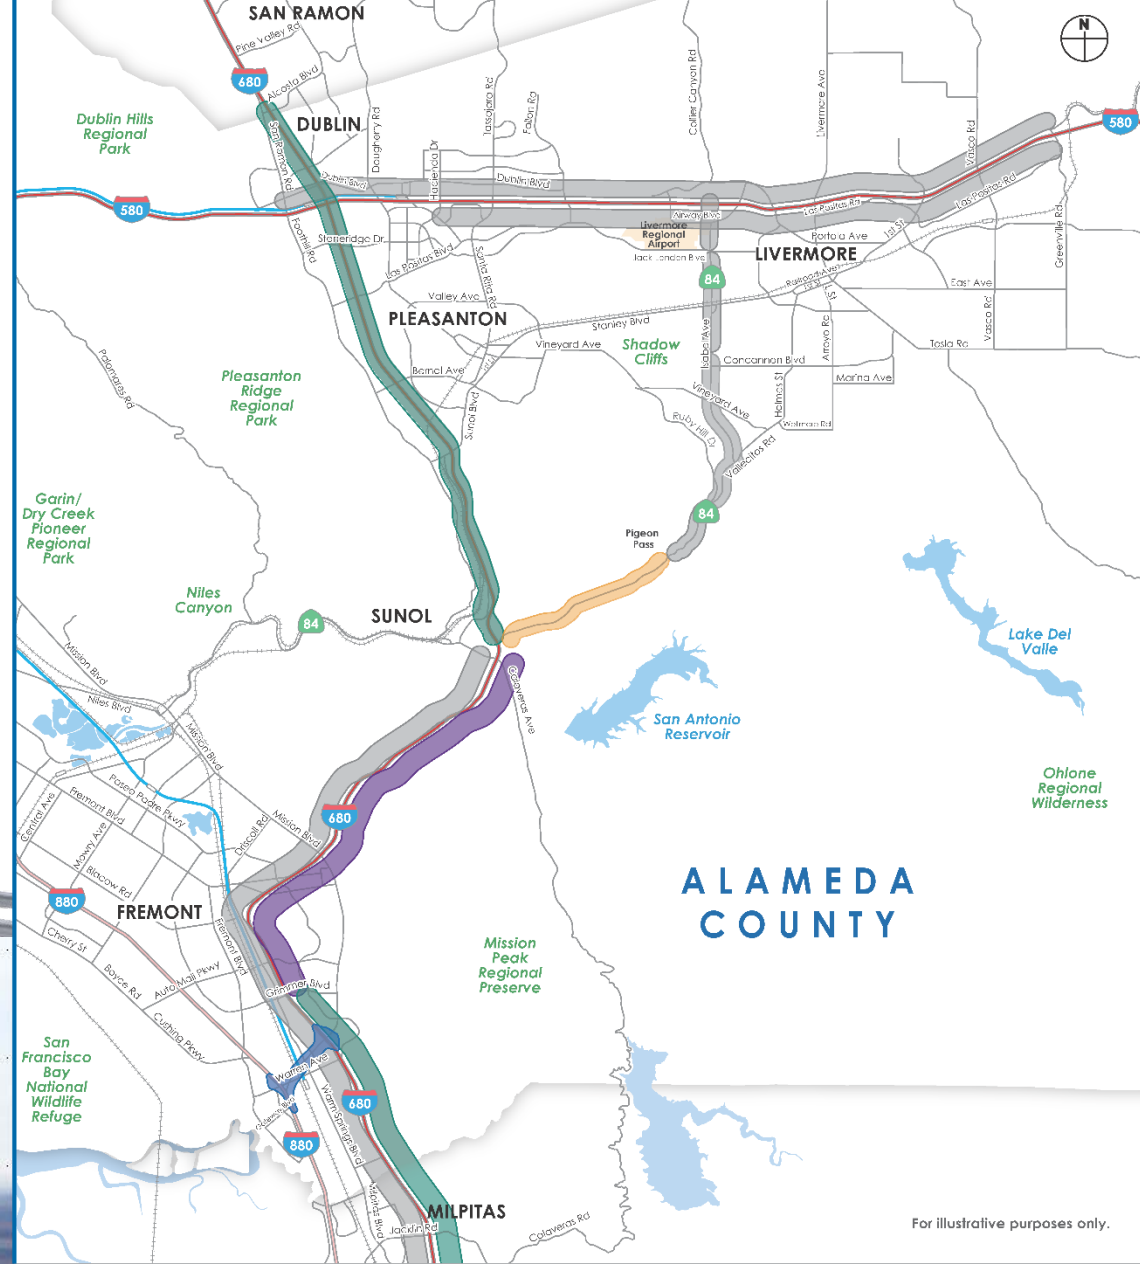 SAN RAMON
N
Pine Valley Rd
680
Alcosta Blvd
Collier Canyon Rd
Livermore Ave
Tassajara Rd
Fallon Rd
Dublin Hills
Regional
Park
DUBLIN
Dougherty Rd
San Ramon Rd
Hacienda Dr
Vasco Rd
580
Dublin Blvd
Dublin Blvd
580
Las Positas Rd
Las Positas Rd
Airway Blvd
Foothill Rd
Stoneridge Dr
Livermore
Regional
Airport
Portola Ave
1st St
Greenville Rd
Las Positas Blvd
Santa Rita Rd
Jack London Blvd
LIVERMORE
84
Railroad Ave
1st St
L St
East Ave
Valley Ave
PLEASANTON
Stanley Blvd
Isabel Ave
Arroyo Rd
Vasco Rd
Vineyard Ave
Shadow
Cliffs
Tesla Rd
Concannon Blvd
Palomares Rd
Pleasanton
Ridge
Regional
Park
Bernal Ave
Marina Ave
Holmes St
Vineyard Ave
Sunol Blvd
Ruby Hill Dr
Wetmore Rd
Vallecitos Rd
Garin/
Dry Creek
Pioneer
Regional
Park
84
Pigeon
Pass
Niles
Canyon
84
SUNOL
Lake Del
Valle
Mission Blvd
Calaveras Ave
Niles Blvd
San Antonio
Reservoir
Mission Blvd
Ohlone
Regional
Wilderness
Paseo Padre Pkwy
Fremont Blvd
Central Ave
Mowry Ave
Driscoll Rd
Mission Blvd
680
Blacow Rd
880
ALAMEDA
COUNTY
FREMONT
Cherry St
Fremont Blvd
Mission
Peak
Regional
Preserve
Boyce Rd
Auto Mall Pkwy
Grimmer Blvd
Cushing Pkwy
San
Francisco
Bay
National
Wildlife
Refuge
Warren Ave
680
Warm Springs Blvd
880
Milpitas Blvd
MILPITAS
Jacklin Rd
Calaveras Rd
For illustrative purposes only.